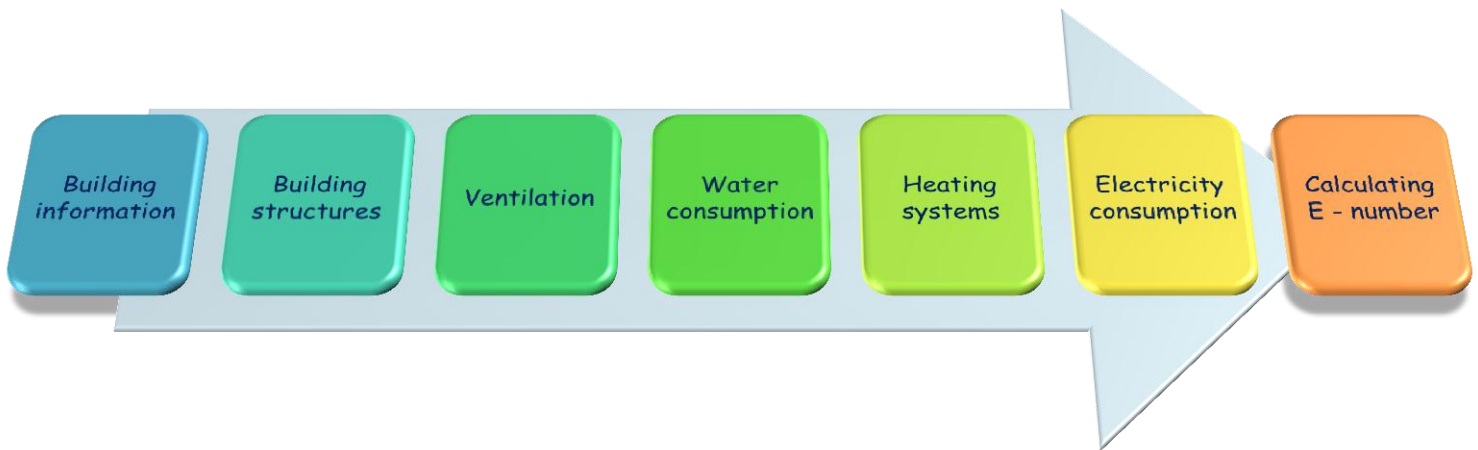 Building
information
Building
structures
Ventilation
Water
consumption
Heating
systems
Electricity
consumption
Calculating
E - number